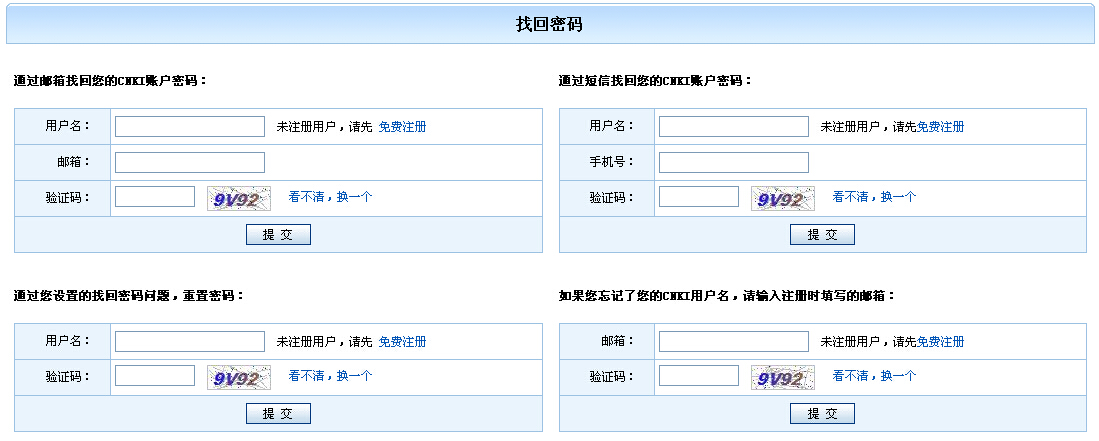 找回密码
通过邮箱找回您的CNKI账户密码：
用户名： 未注册用户，请先 免费注册
邮箱：
验证码： 9V92 看不清，换一个
提 交
通过短信找回您的CNKI账户密码：
用户名： 未注册用户，请先免费注册
手机号：
验证码： 9V92 看不清，换一个
提 交
通过您设置的找回密码问题，重置密码：
用户名： 未注册用户，请先 免费注册
验证码： 9V92 看不清，换一个
提 交
如果您忘记了您的CNKI用户名，请输入注册时填写的邮箱：
邮箱： 未注册用户，请先免费注册
验证码： 9V92 看不清，换一个
提 交